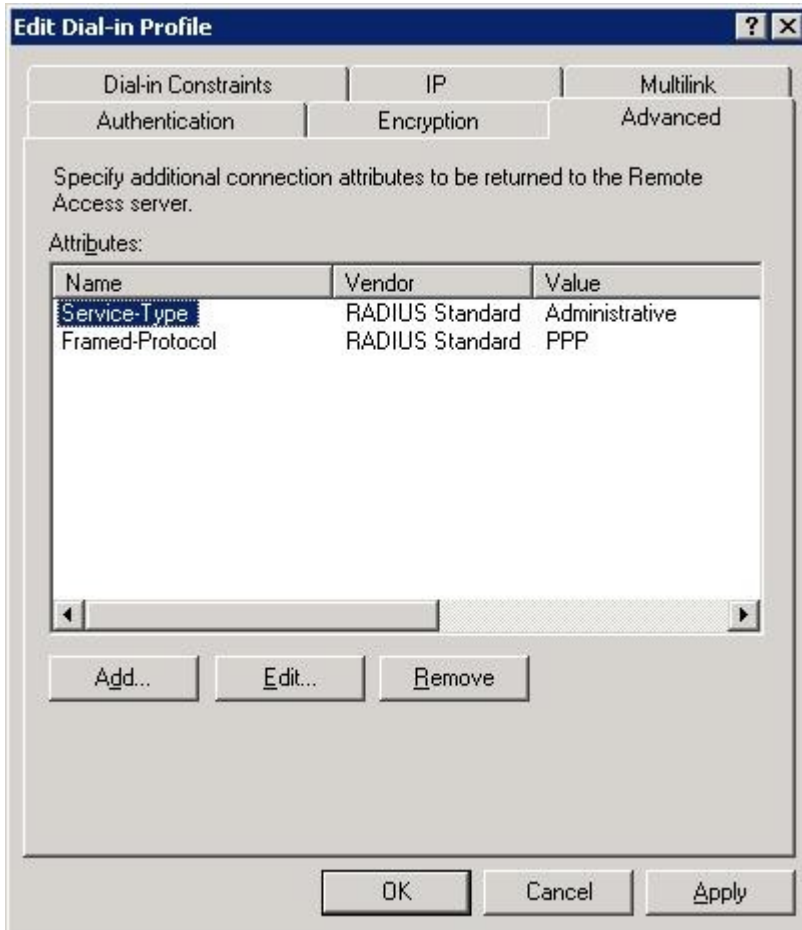 Edit Dial-in Profile
?
Dial-in Constraints IP Multilink
Authentication Encryption Advanced
Specify additional connection attributes to be returned to the Remote
Access server.
Attributes:
Name Vendor Value
Service-Type RADIUS Standard Administrative
Framed-Protocol RADIUS Standard PPP
Add... Edit... Remove
OK Cancel Apply